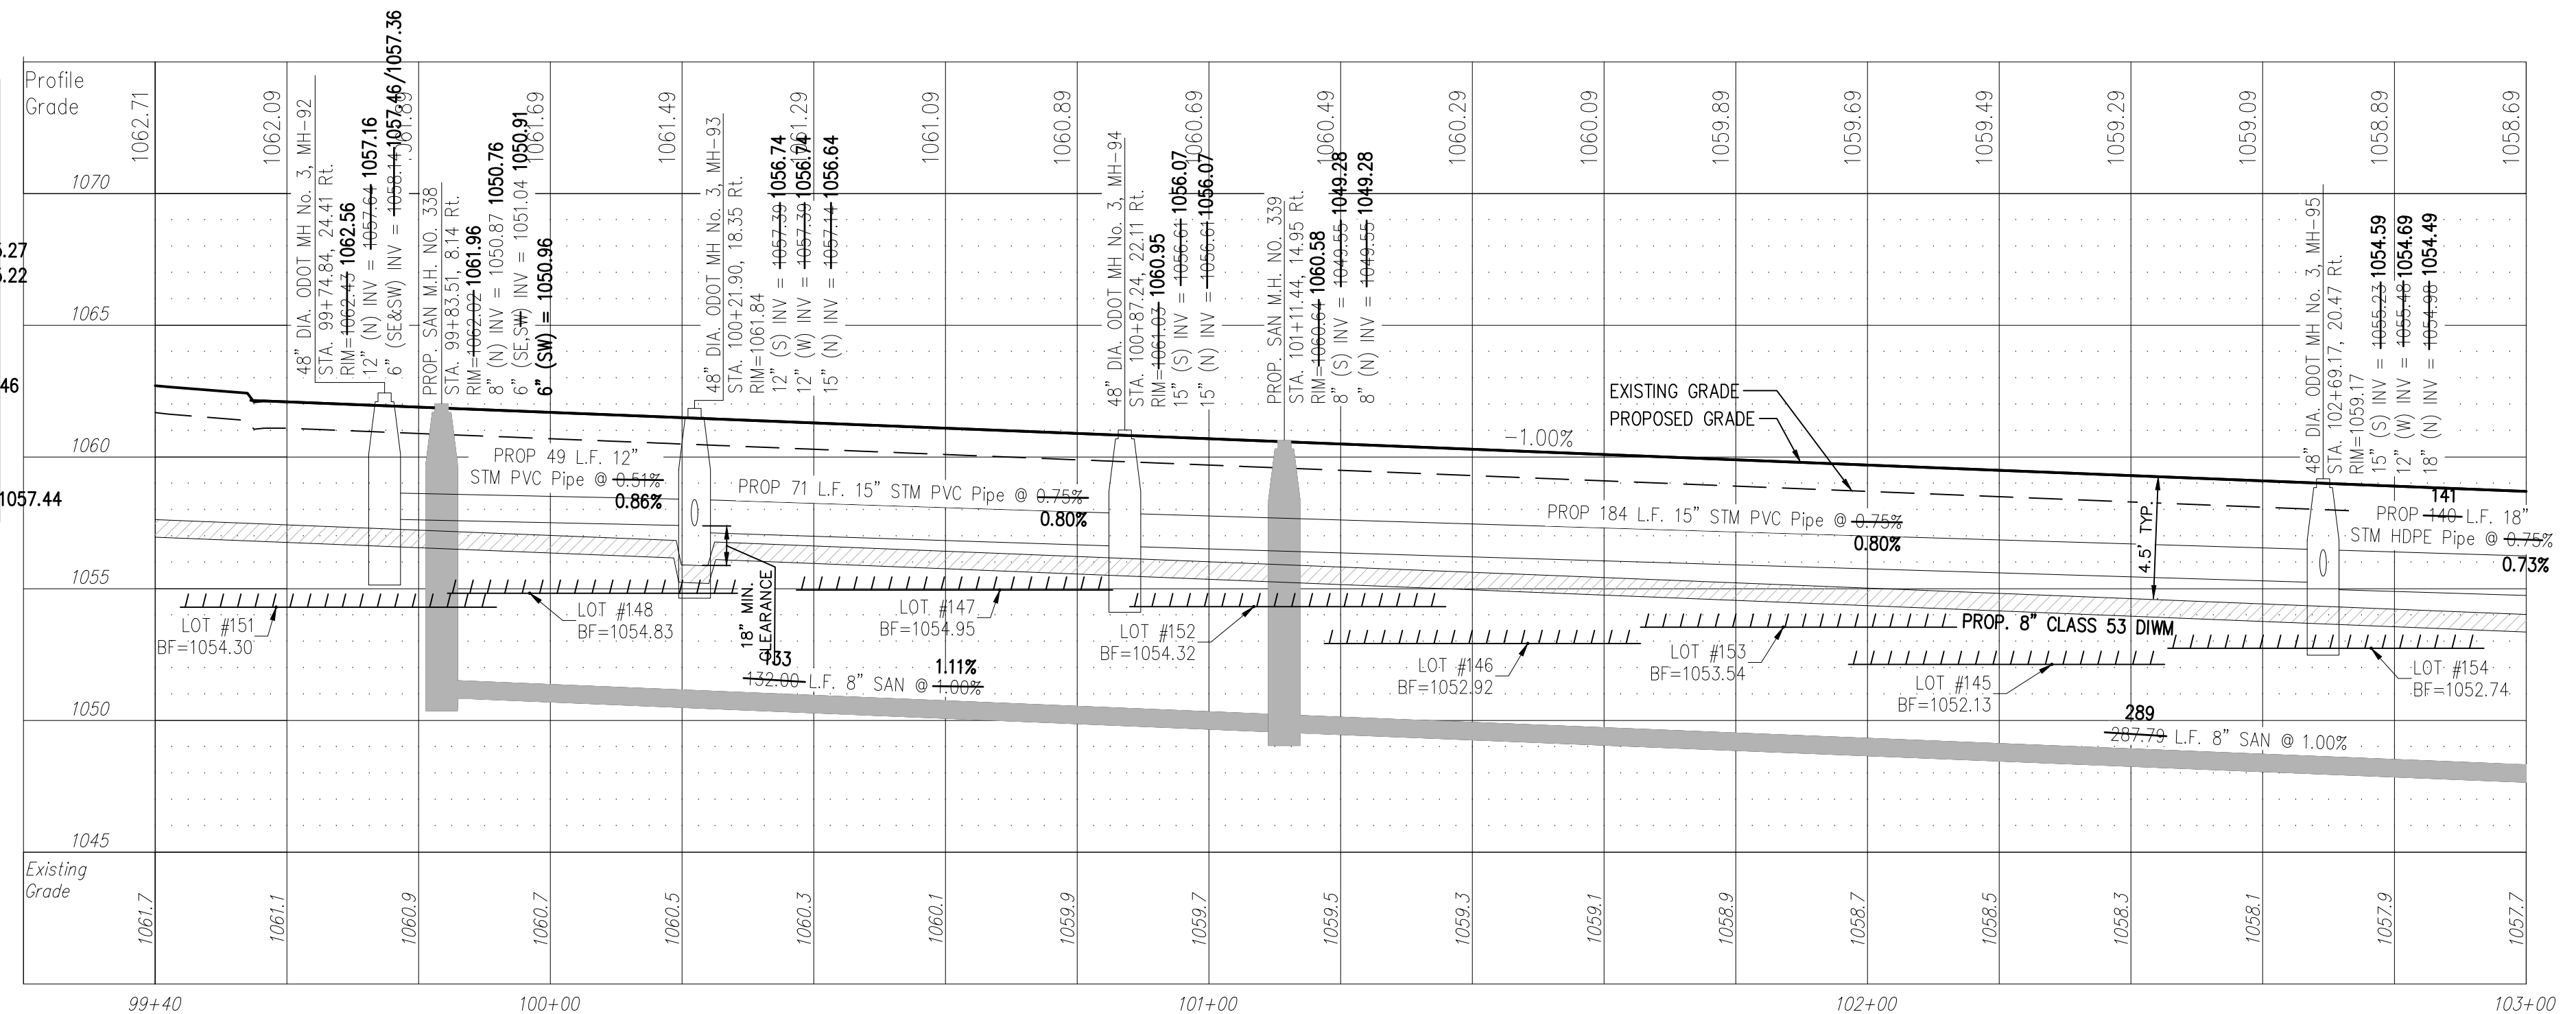 Profile
Grade
1062.71
1062.09
1061.89
1061.69
1061.49
1061.29
1061.09
1060.89
1060.69
1060.49
1060.29
1060.09
1059.89
1059.69
1059.49
1059.29
1059.09
1058.89
1058.69
48" DIA. ODOT MH No. 3, MH-92
STA. 99+74.84, 24.41 Rt.
RIM=1062.43 1062.56
12" (N) INV = 1057.64 1057.16
6" (SE&SW) INV = 1058.14 1057.46/1057.36
PROP. SAN M.H. NO. 338
STA. 99+83.51, 8.14 Rt.
RIM=1062.02 1061.96
8" (N) INV = 1050.87 1050.76
6" (SE,SW) INV = 1051.04 1050.91
6" (SW) = 1050.96
48" DIA. ODOT MH No. 3, MH-93
STA. 100+21.90, 18.35 Rt.
RIM=1061.84
12" (S) INV = 1057.39 1056.74
12" (W) INV = 1057.39 1056.74
15" (N) INV = 1057.14 1056.64
48" DIA. ODOT MH No. 3, MH-94
STA. 100+87.24, 22.11 Rt.
RIM=1061.03 1060.95
15" (S) INV = 1056.61 1056.07
15" (N) INV = 1056.61 1056.07
PROP. SAN M.H. NO. 339
STA. 101+11.44, 14.95 Rt.
RIM=1060.64 1060.58
8" (S) INV = 1049.55 1049.28
8" (N) INV = 1049.55 1049.28
48" DIA. ODOT MH No. 3, MH-95
STA. 102+69.17, 20.47 Rt.
RIM=1059.17
15" (S) INV = 1055.23 1054.59
12" (W) INV = 1055.48 1054.69
18" (N) INV = 1054.98 1054.49
1070
1065
1060
1055
1050
1045
46
1057.44
EXISTING GRADE
PROPOSED GRADE
-1.00%
PROP 49 L.F. 12"
STM PVC Pipe @ 0.51%
0.86%
PROP 71 L.F. 15" STM PVC Pipe @ 0.75%
0.80%
PROP 184 L.F. 15" STM PVC Pipe @ 0.75%
0.80%
4.5' TYP.
141
PROP 140 L.F. 18"
STM HDPE Pipe @ 0.75%
0.73%
18" MIN.
CLEARANCE
LOT #151
BF=1054.30
LOT #148
BF=1054.83
LOT #147
BF=1054.95
LOT #152
BF=1054.32
LOT #146
BF=1052.92
LOT #153
BF=1053.54
PROP. 8" CLASS 53 DIWM
LOT #145
BF=1052.13
LOT #154
BF=1052.74
133 1.11%
132.00 L.F. 8" SAN @ 1.00%
289
287.79 L.F. 8" SAN @ 1.00%
Existing
Grade
1061.7
1061.1
1060.9
1060.7
1060.5
1060.3
1060.1
1059.9
1059.7
1059.5
1059.3
1059.1
1058.9
1058.7
1058.5
1058.3
1058.1
1057.9
1057.7
99+40
100+00
101+00
102+00
103+00